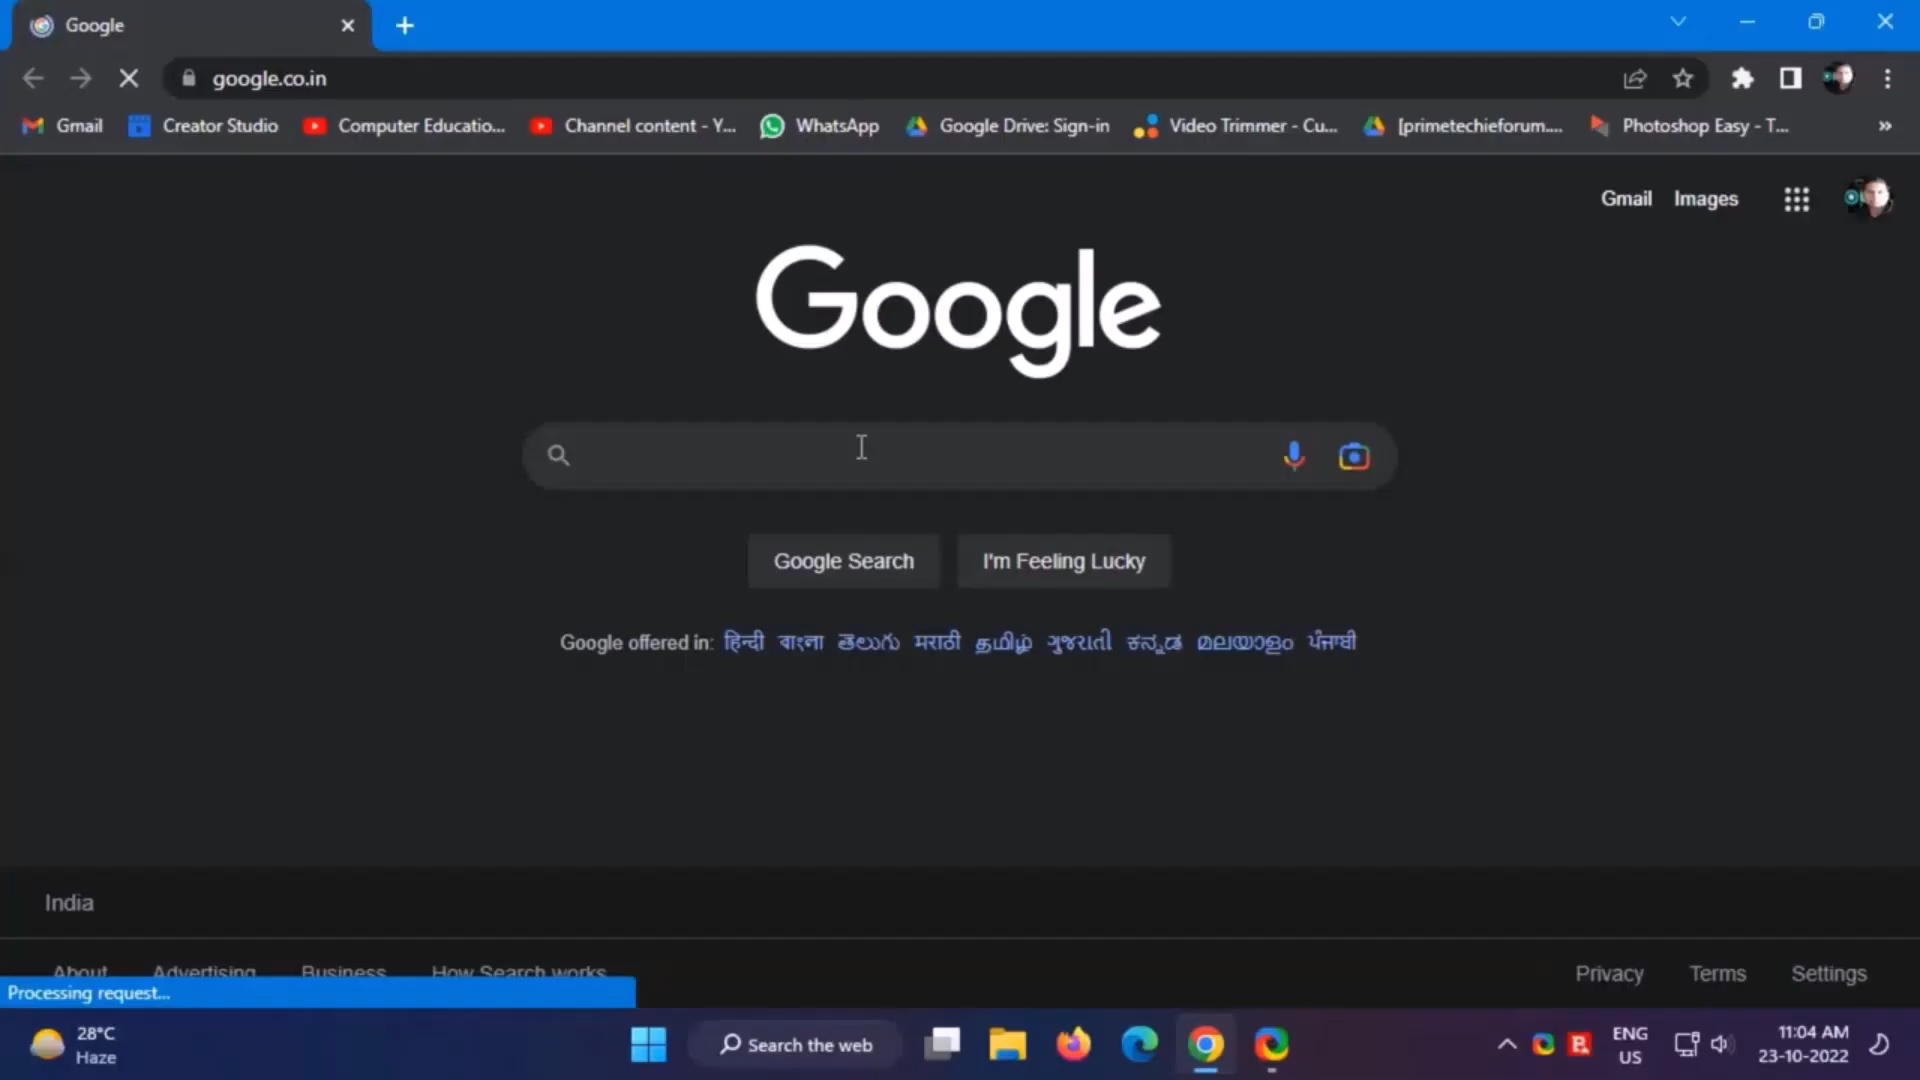 Google
google.co.in
Gmail
Creator Studio
Computer Educatio...
Channel content - Y...
WhatsApp
Google Drive: Sign-in
Video Trimmer - Cu...
[primetechieforum....
Photoshop Easy - T...
»
Gmail
Images
Google
Google Search
I'm Feeling Lucky
Google offered in: हिन्दी বাংলা తెలుగు मराठी தமிழ் ગુજરાતી ಕನ್ನಡ മലയാളം ਪੰਜਾਬੀ
India
About
Advertising
Business
How Search works
Privacy
Terms
Settings
Processing request...
28°C
Haze
Search the web
ENG
US
11:04 AM
23-10-2022